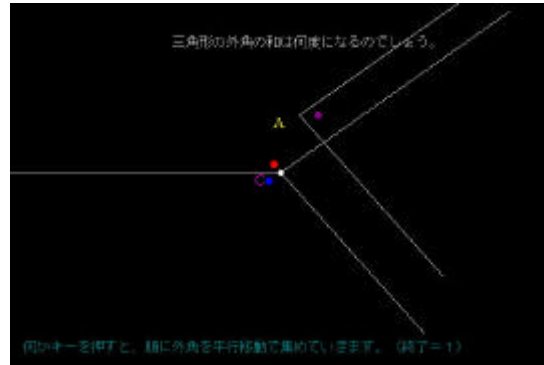 三角形の外角の和は何度になるのでしょう。
A
C
何かキーを押すと、順に外角を平行移動で集めていきます。（終了＝1）